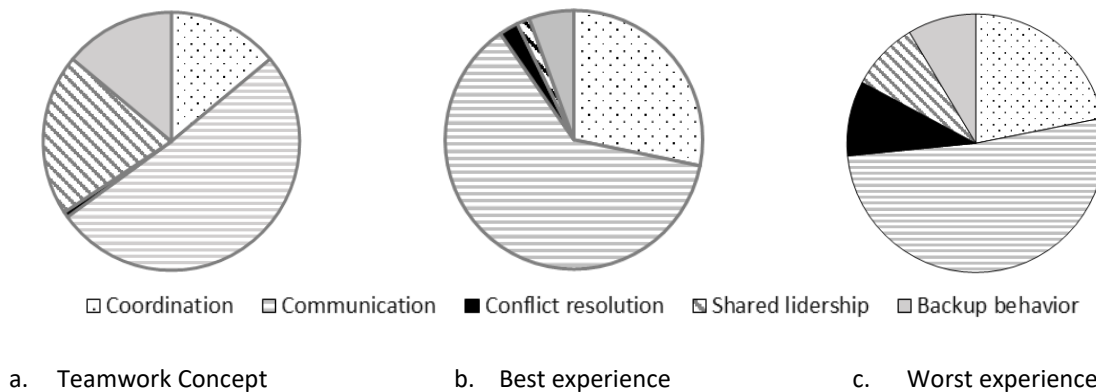 Coordination Communication Conflict resolution Shared lidership Backup behavior
a. Teamwork Concept b. Best experience c. Worst experience